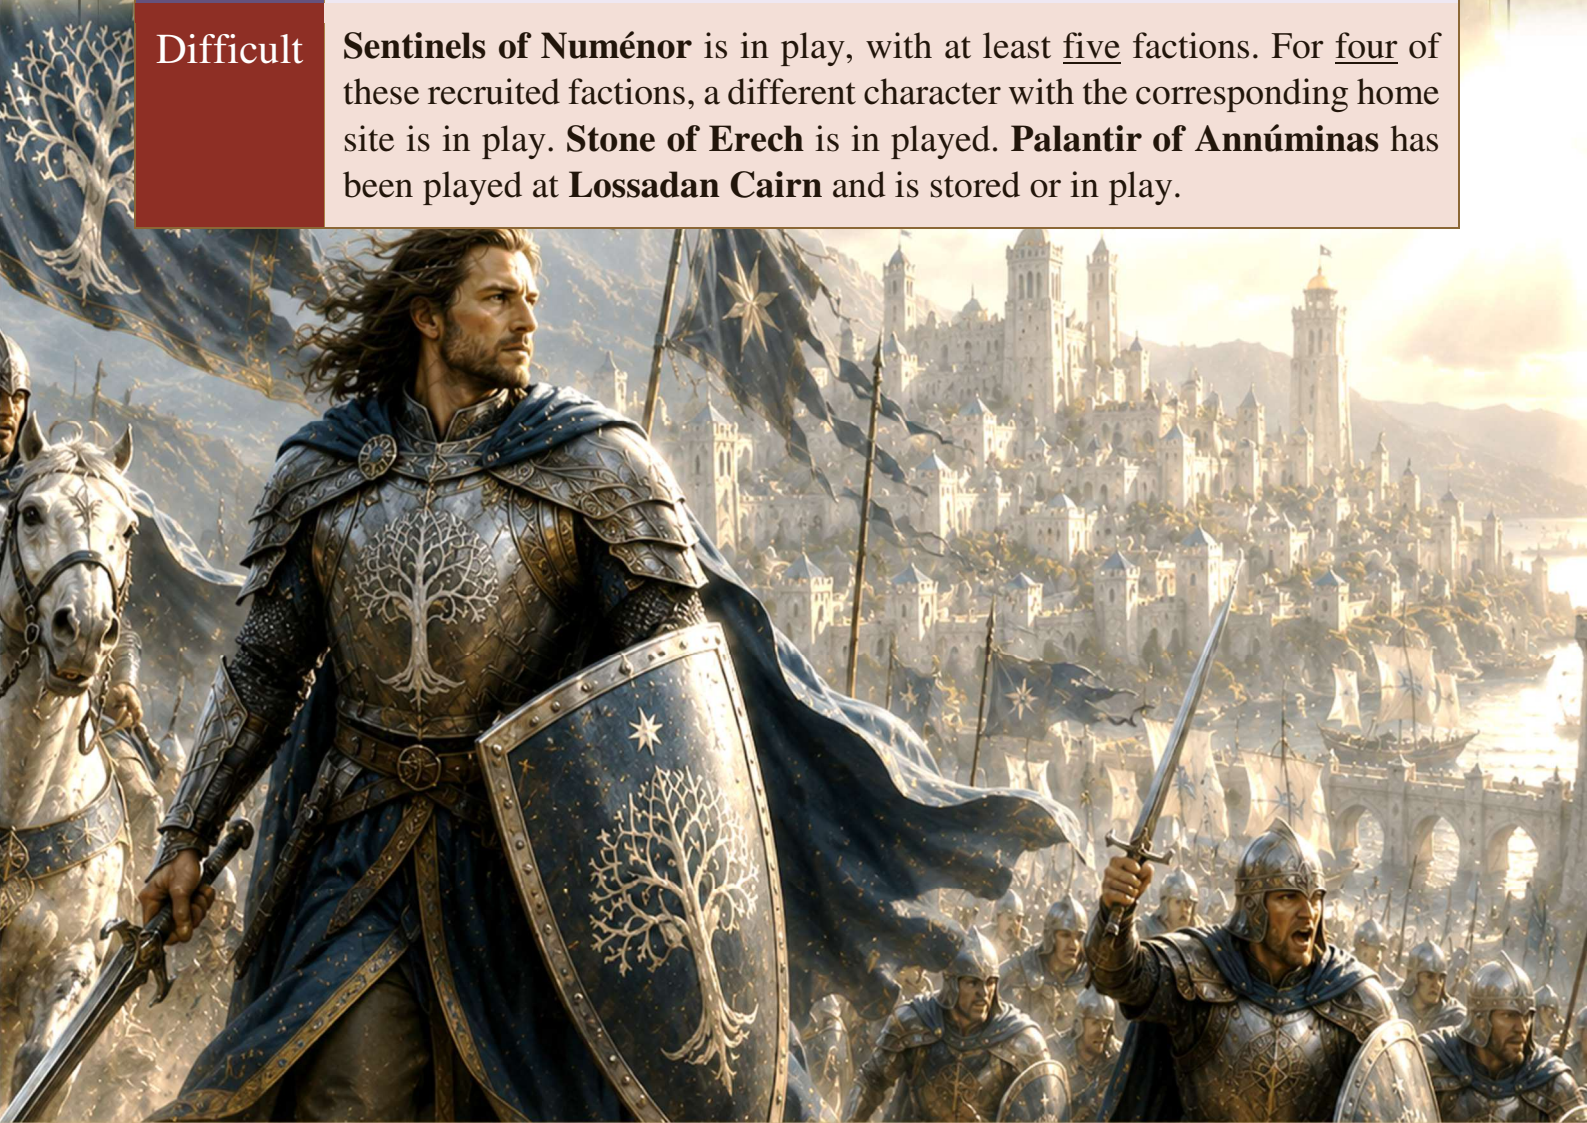 Difficult
Sentinels of Numénor is in play, with at least five factions. For four of
these recruited factions, a different character with the corresponding home
site is in play. Stone of Erech is in played. Palantir of Annúminas has
been played at Lossadan Cairn and is stored or in play.